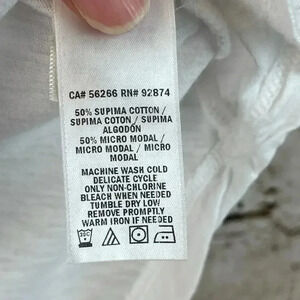 CA# 56266 RN# 92874
50% SUPIMA COTTON /
SUPIMA COTON / SUPIMA
ALGODÓN
50% MICRO MODAL /
MICRO MODAL / MICRO
MODAL
MACHINE WASH COLD
DELICATE CYCLE
ONLY NON-CHLORINE
BLEACH WHEN NEEDED
TUMBLE DRY LOW
REMOVE PROMPTLY
WARM IRON IF NEEDED